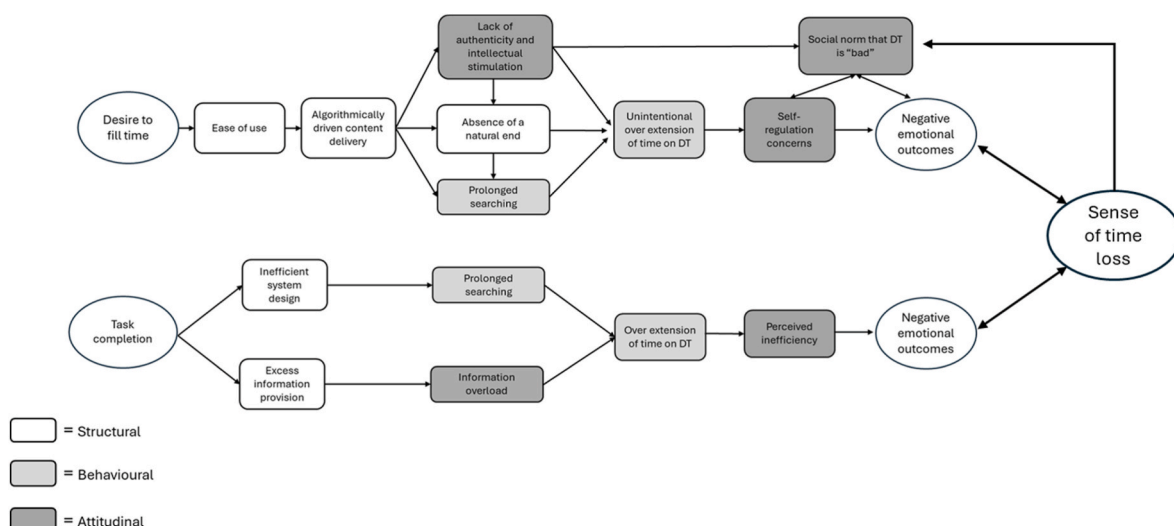 Lack of
authenticity and
intellectual
stimulation
Social norm that DT
is "bad"
Desire to
fill time
Ease of use
Algorithmically
driven content
delivery
Absence of a
natural end
Unintentional
over extension
of time on DT
Self-
regulation
concerns
Negative
emotional
outcomes
Prolonged
searching
Sense
of time
loss
Inefficient
system
design
Prolonged
searching
Task
completion
Over extension
of time on DT
Perceived
inefficiency
Negative
emotional
outcomes
Excess
information
provision
Information
overload
= Structural
= Behavioural
= Attitudinal